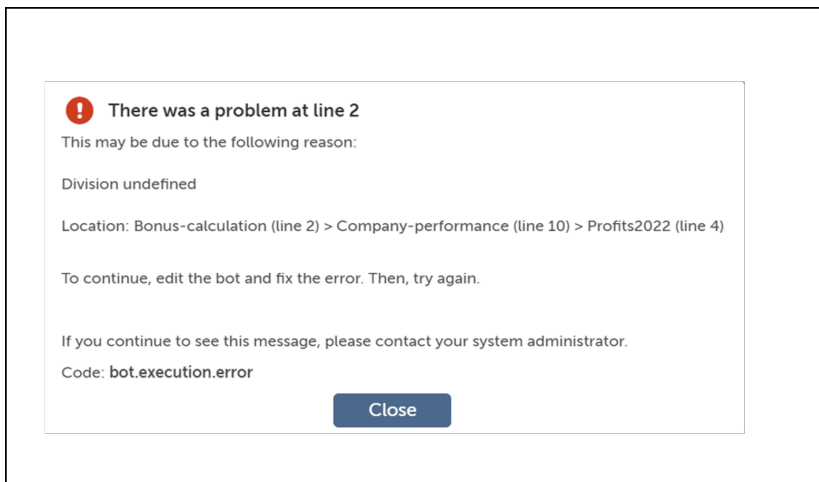 There was a problem at line 2
This may be due to the following reason:
Division undefined
Location: Bonus-calculation (line 2) > Company-performance (line 10) > Profits2022 (line 4)
To continue, edit the bot and fix the error. Then, try again.
If you continue to see this message, please contact your system administrator.
Code: bot.execution.error
Close